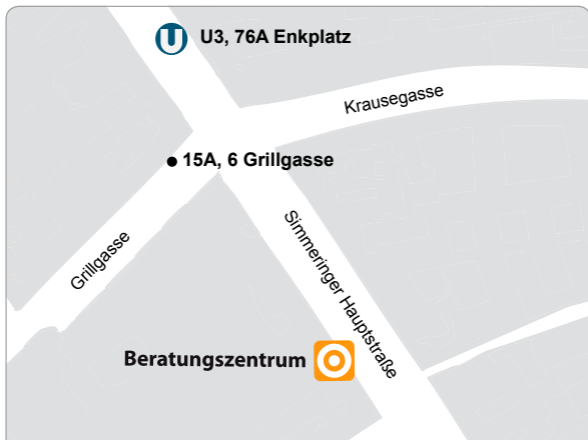 U
U3, 76A Enkplatz
Krausegasse
15A, 6 Grillgasse
Grillgasse
Simmeringer Hauptstraße
Beratungszentrum